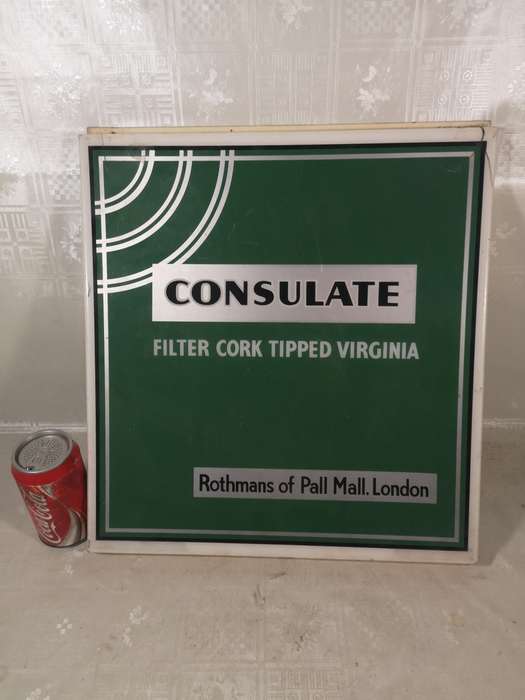 CONSULATE
FILTER CORK TIPPED VIRGINIA
Rothmans of Pall Mall. London
Coca-Cola